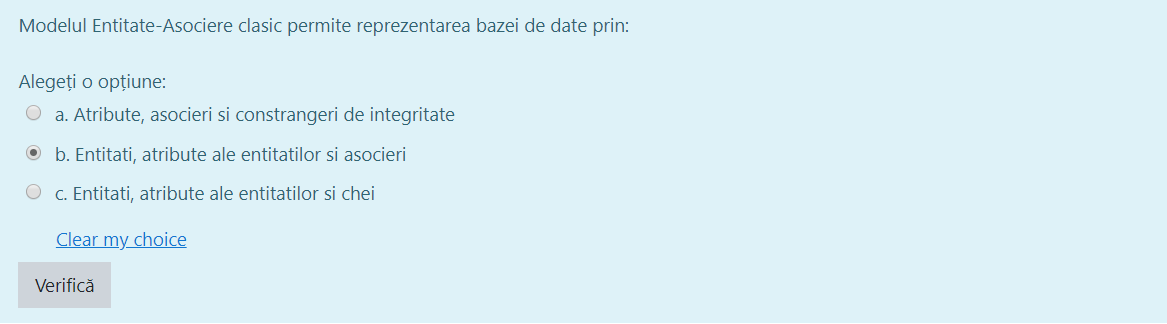 Modelul Entitate-Asociere clasic permite reprezentarea bazei de date prin:
Alegeți o opțiune:
a. Atribute, asocieri si constrangeri de integritate
b. Entitati, atribute ale entitatilor si asocieri
c. Entitati, atribute ale entitatilor si chei
Clear my choice
Verifică